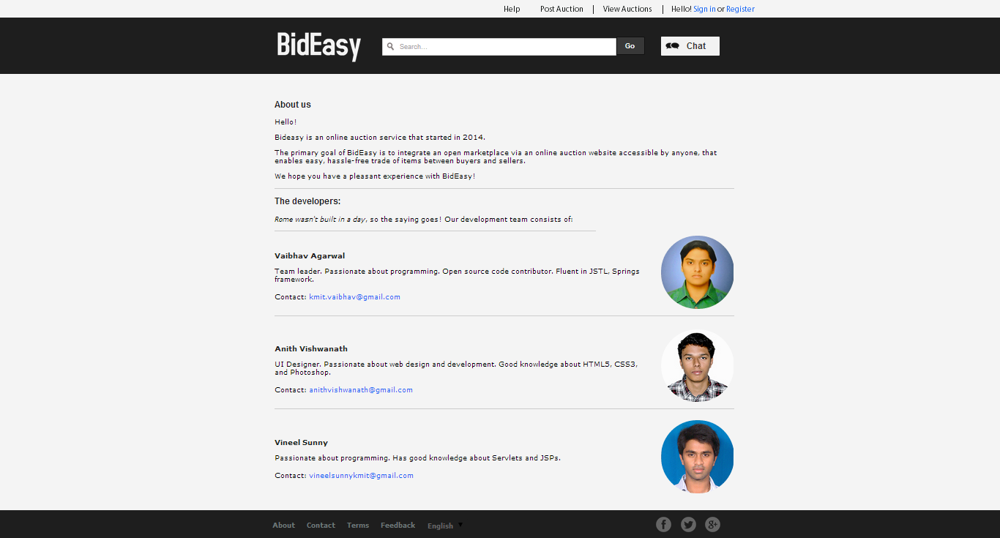 Help Post Auction | View Auctions | Hello! Sign in or Register
BidEasy Search... Go Chat
About us
Hello!
Bideasy is an online auction service that started in 2014.
The primary goal of BidEasy is to integrate an open marketplace via an online auction website accessible by anyone, that
enables easy, hassle-free trade of items between buyers and sellers.
We hope you have a pleasant experience with BidEasy!
The developers:
Rome wasn't built in a day, so the saying goes! Our development team consists of:
Vaibhav Agarwal
Team leader. Passionate about programming. Open source code contributor. Fluent in JSTL, Springs
framework.
Contact: kmit.vaibhav@gmail.com
Anith Vishwanath
UI Designer. Passionate about web design and development. Good knowledge about HTML5, CSS3,
and Photoshop.
Contact: anithvishwanath@gmail.com
Vineel Sunny
Passionate about programming. Has good knowledge about Servlets and JSPs.
Contact: vineelsunnykmit@gmail.com
About Contact Terms Feedback English